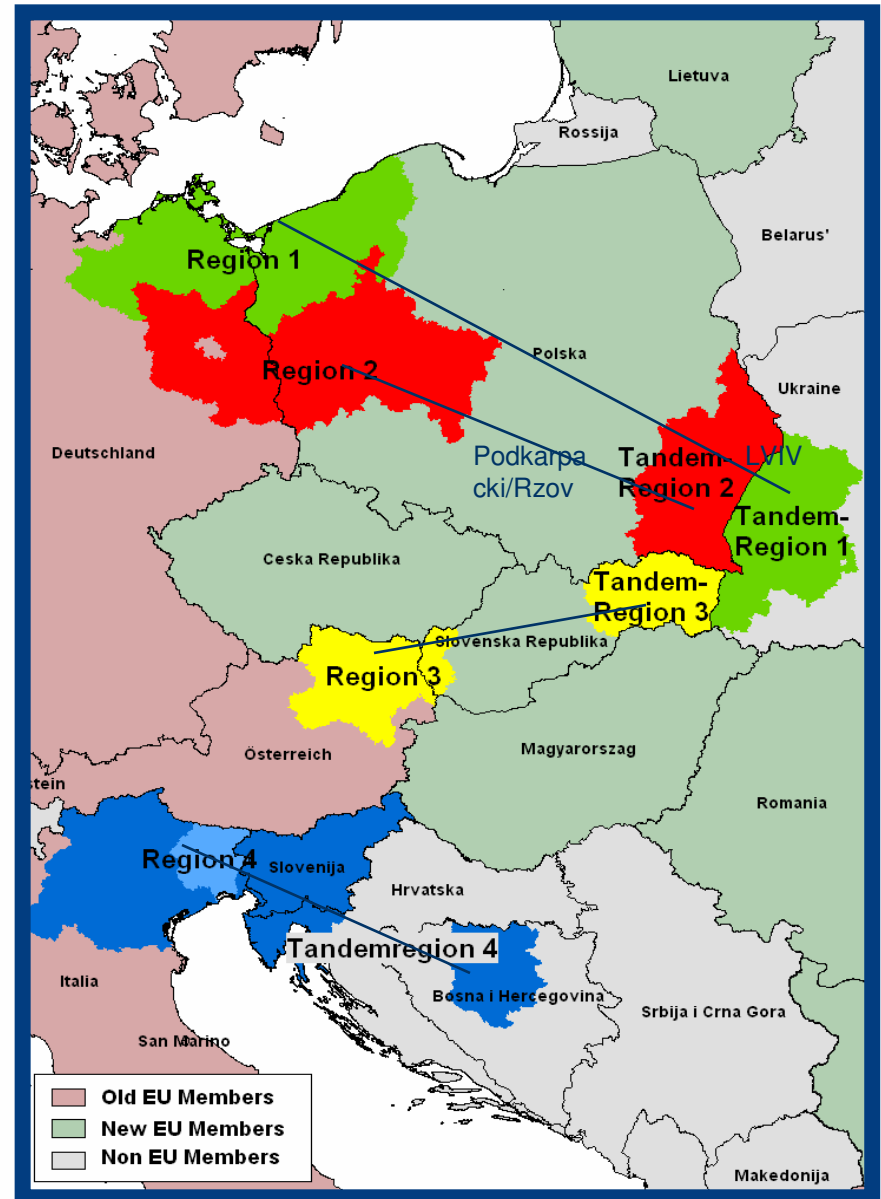 Lietuva
Rossija
Belarus'
Region 1
Polska
Region 2
Ukraine
Deutschland
Podkarpa
cki/Rzov
Tandem-
Region 2
LVIV
Tandem-
Region 1
Ceska Republika
Tandem-
Region 3
Slovenska Republika
Region 3
Österreich
Magyarorszag
stein
Romania
Region 4
Slovenija
Hrvatska
Tandemregion 4
Italia
Bosna i Hercegovina
Srbija i Crna Gora
San Marino
Old EU Members
New EU Members
Non EU Members
Makedonija